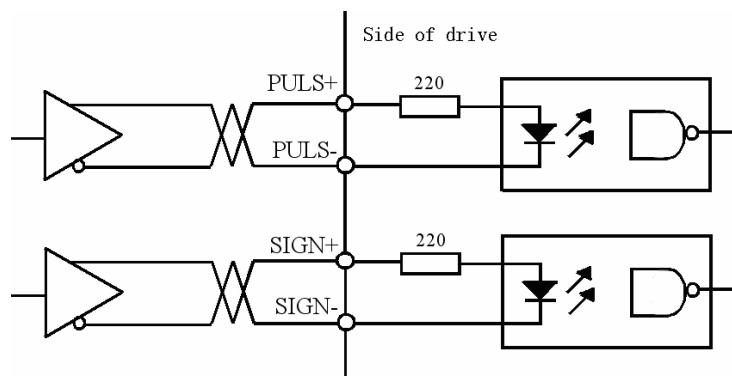 Side of drive
PULS+
220
PULS-
SIGN+
220
SIGN-